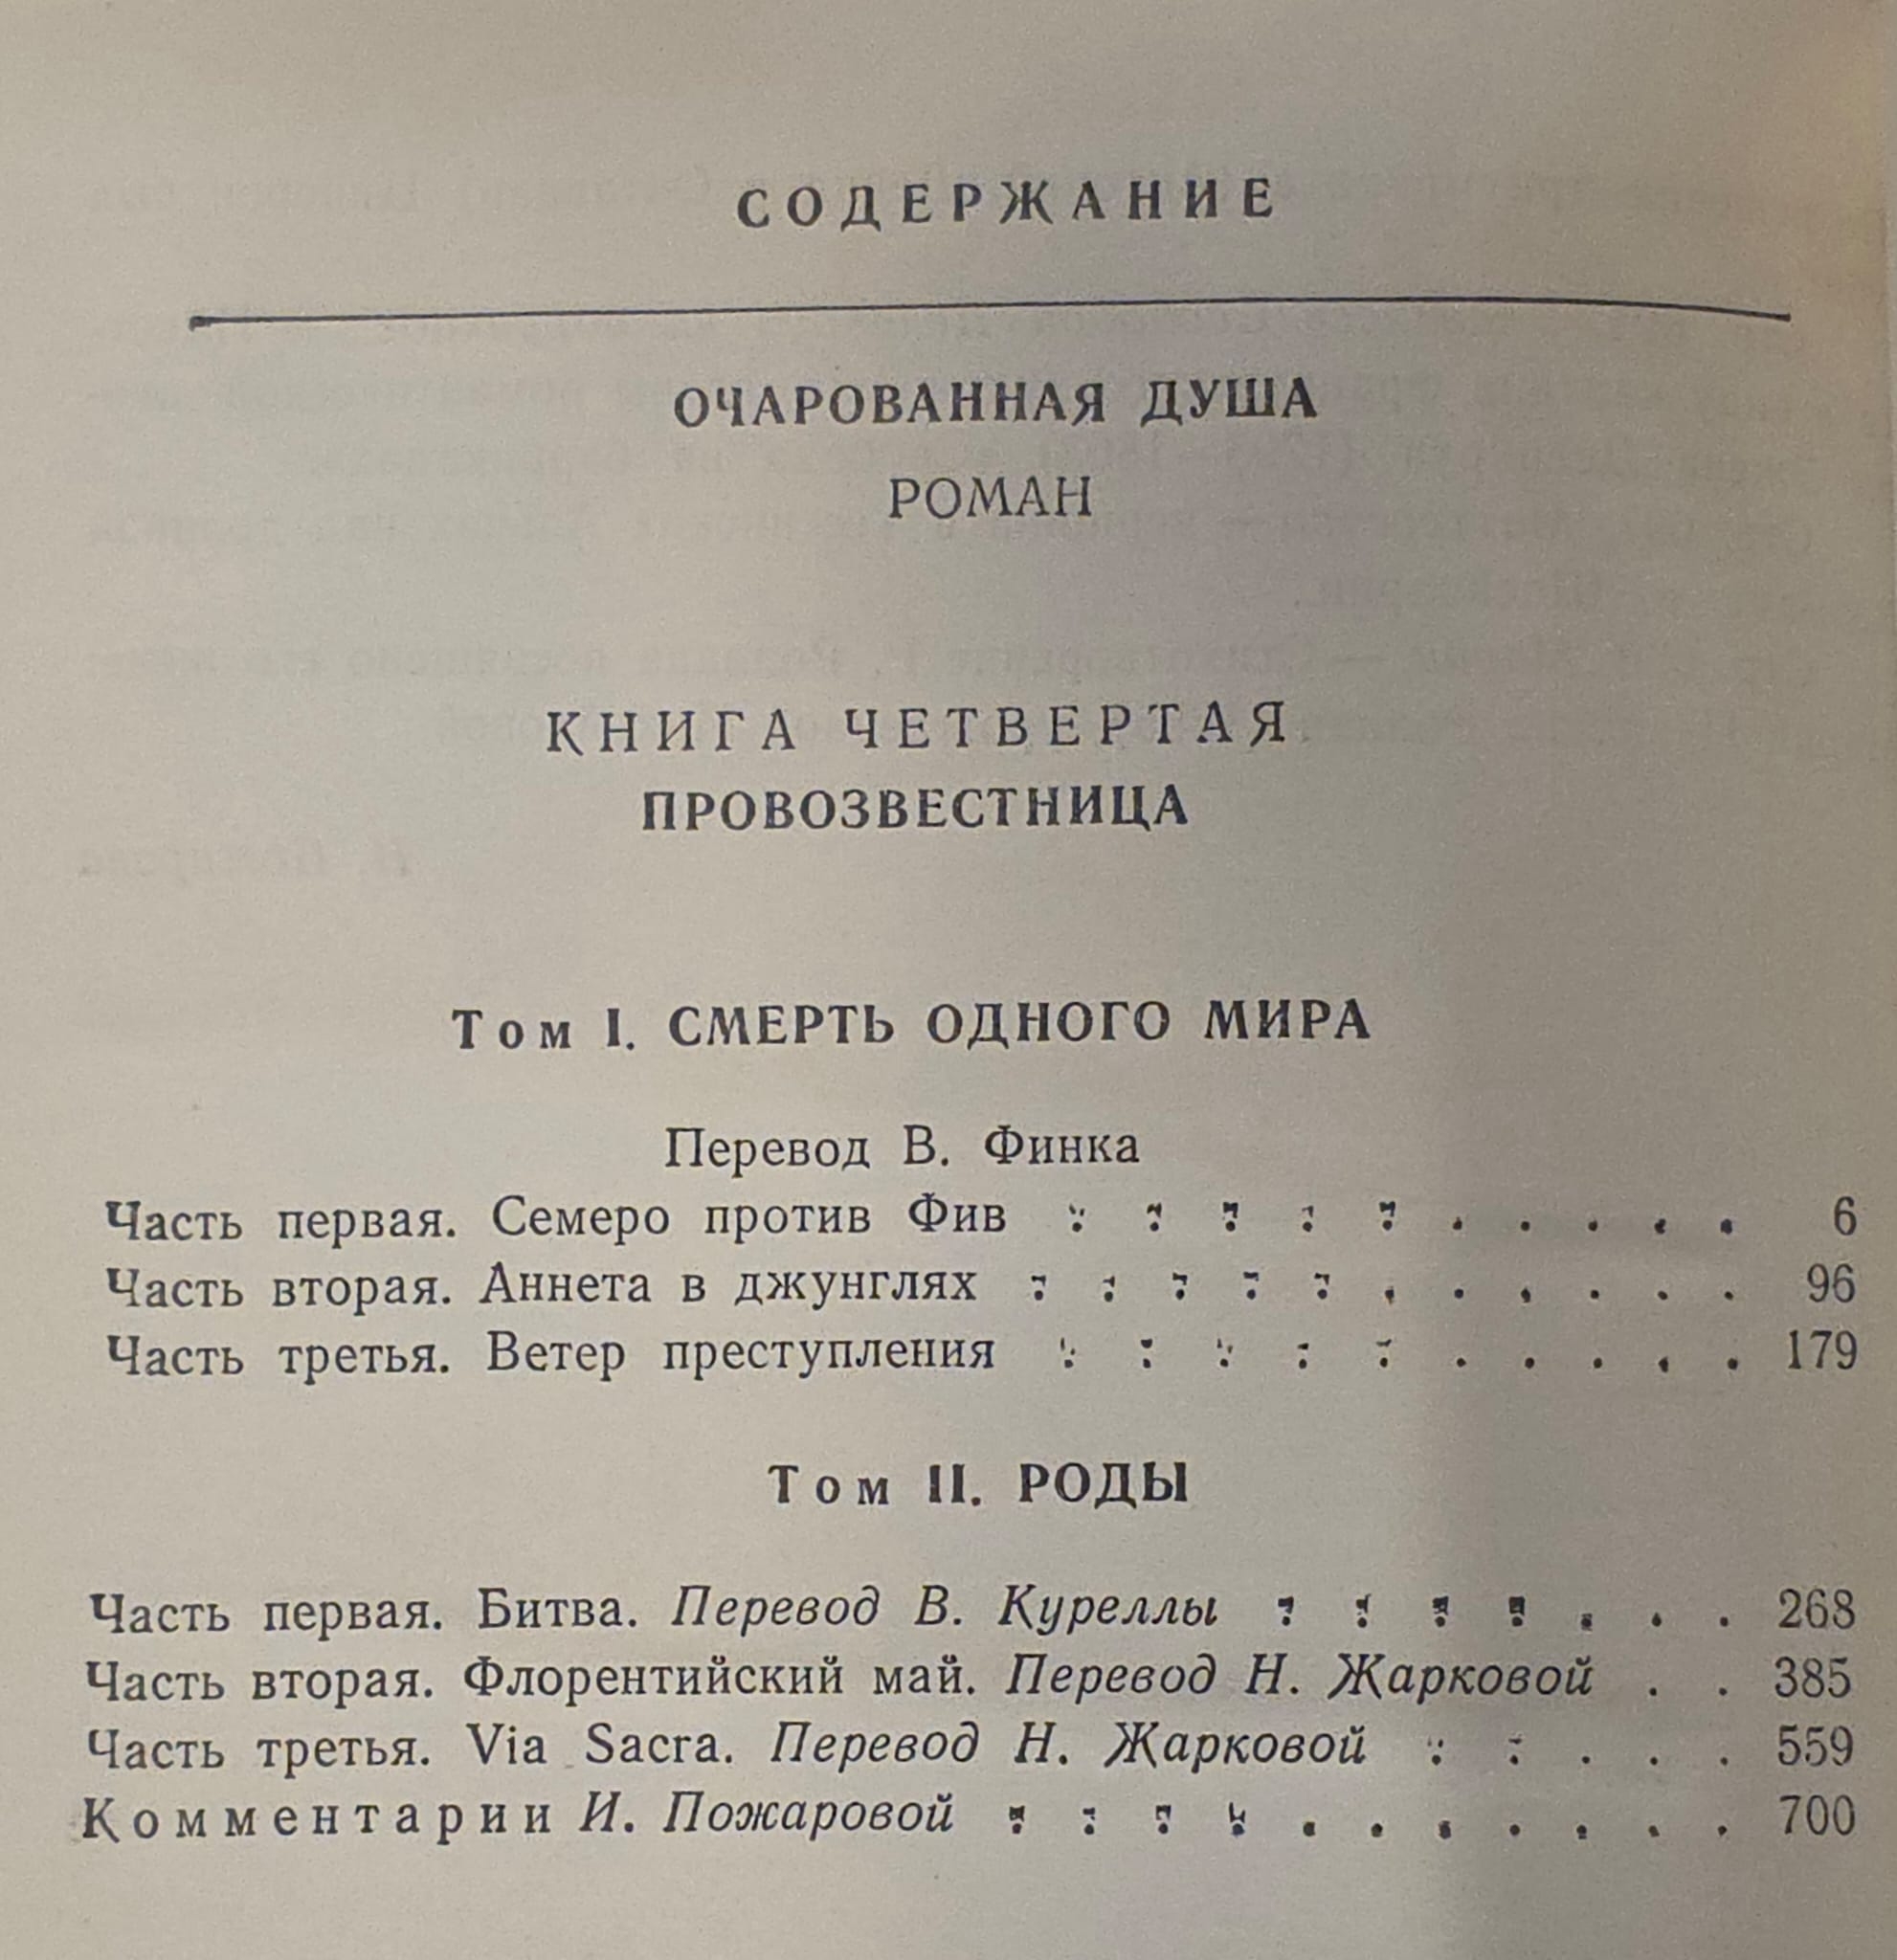 СОДЕРЖАНИЕ
ОЧАРОВАННАЯ ДУША
РОМАН
КНИГА ЧЕТВЕРТАЯ
ПРОВОЗВЕСТНИЦА
Том I. СМЕРТЬ ОДНОГО МИРА
Перевод В. Финка
Часть первая. Семеро против Фив . . . . . . . . . . 6
Часть вторая. Аннета в джунглях . . . . . . . . . . . 96
Часть третья. Ветер преступления . . . . . . . . . . 179
Том II. РОДЫ
Часть первая. Битва. Перевод В. Куреллы . . . . . . . 268
Часть вторая. Флорентийский май. Перевод Н. Жарковой . . 385
Часть третья. Via Sacra. Перевод Н. Жарковой . . . . . 559
Комментарии И. Пожаровой . . . . . . . . . . . 700